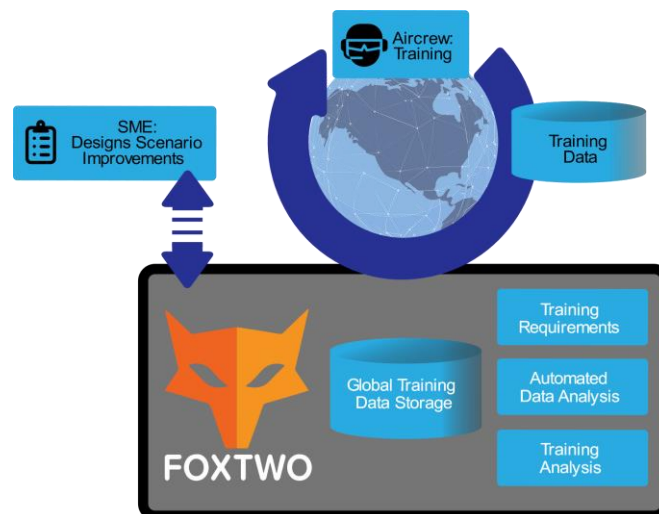 Aircrew:
Training
SME:
Designs Scenario
Improvements
Training
Data
Training
Requirements
Global Training
Data Storage
Automated
Data Analysis
Training
Analysis
FOXTWO